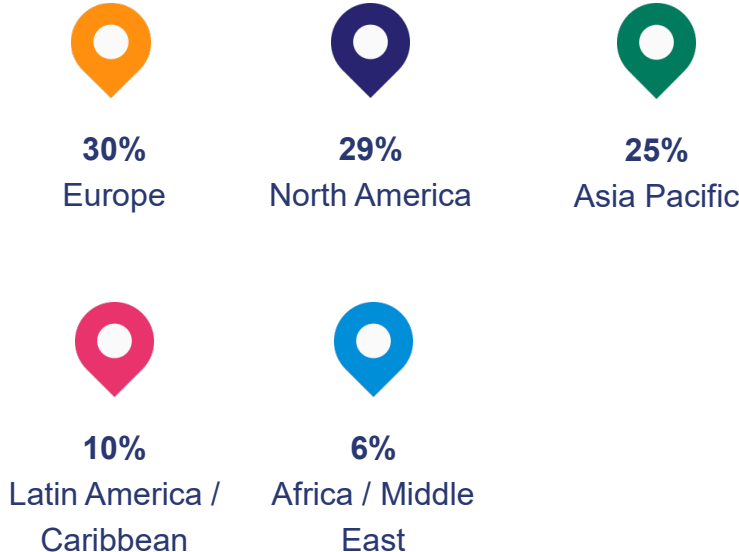 30%
Europe
29%
North America
25%
Asia Pacific
10%
Latin America /
Caribbean
6%
Africa / Middle
East